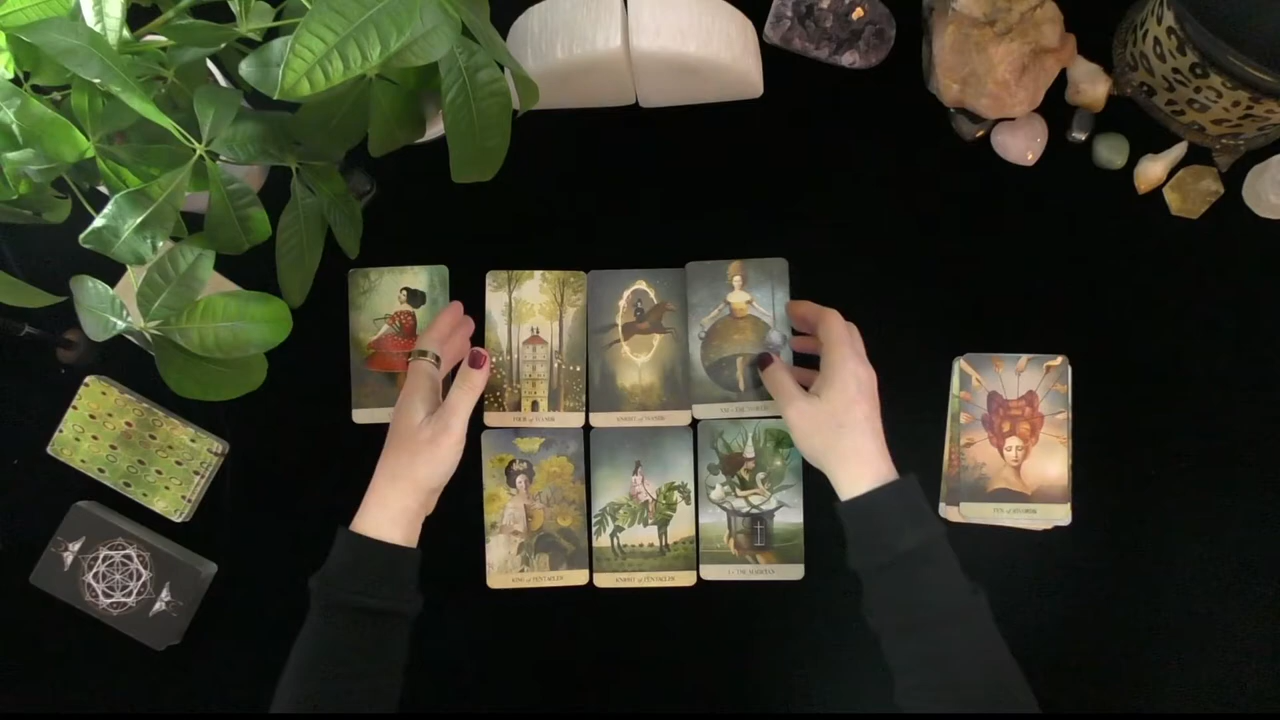 FOUR of WANDS
KNIGHT of WANDS
XXI • THE WORLD
KING of PENTACLES
KNIGHT of PENTACLES
I • THE MAGICIAN
TEN of SWORDS